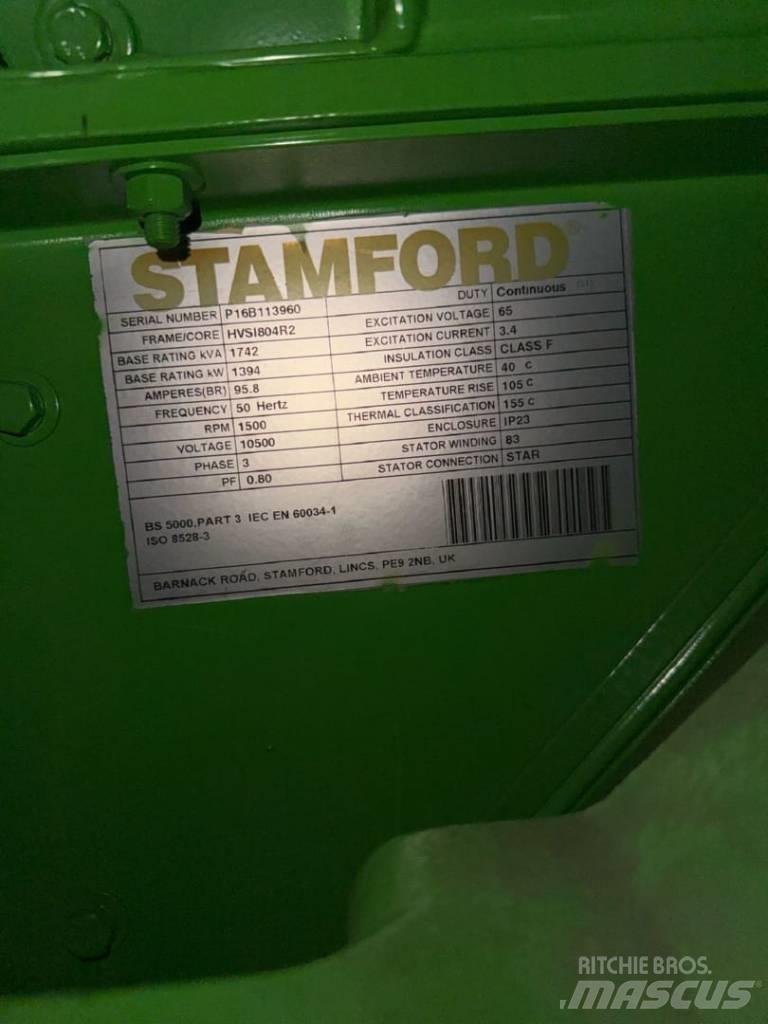 STAMFORD®
SERIAL NUMBER P16B113960
FRAME/CORE HVSI804R2
BASE RATING kVA 1742
BASE RATING kW 1394
AMPERES(BR) 95.8
FREQUENCY 50 Hertz
RPM 1500
VOLTAGE 10500
PHASE 3
PF 0.80
DUTY Continuous
EXCITATION VOLTAGE 65
EXCITATION CURRENT 3.4
INSULATION CLASS CLASS F
AMBIENT TEMPERATURE 40 C
TEMPERATURE RISE 105 C
THERMAL CLASSIFICATION 155 C
ENCLOSURE IP23
STATOR WINDING 83
STATOR CONNECTION STAR
BS 5000,PART 3 IEC EN 60034-1
ISO 8528-3
BARNACK ROAD, STAMFORD, LINCS, PE9 2NB, UK
RITCHIE BROS.
MASCUS